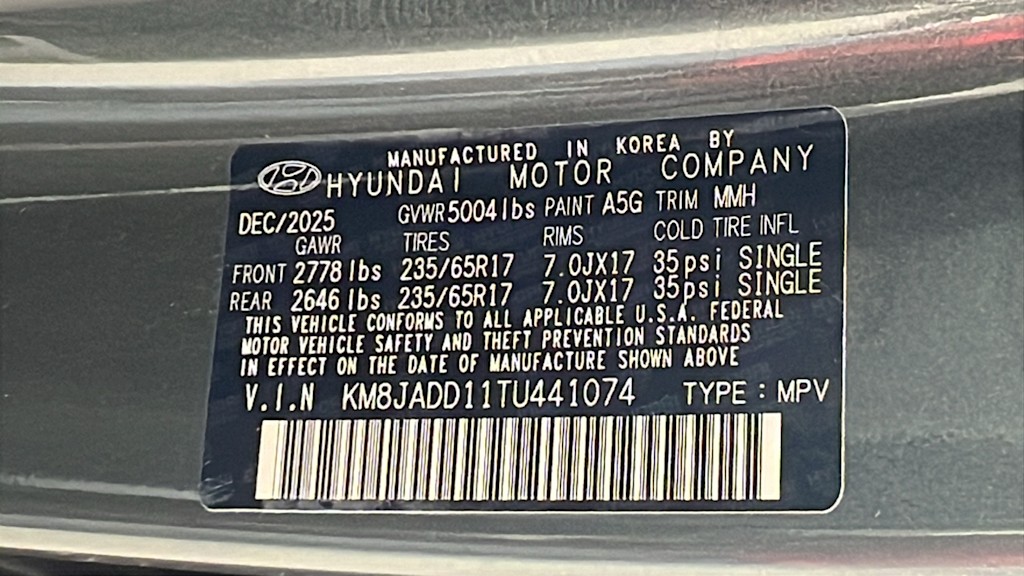 MANUFACTURED IN KOREA BY
HYUNDAI MOTOR COMPANY
DEC/2025 GVWR 5004 lbs PAINT A5G TRIM MMH
GAWR TIRES RIMS COLD TIRE INFL
FRONT 2778 lbs 235/65R17 7.0JX17 35psi SINGLE
REAR 2646 lbs 235/65R17 7.0JX17 35psi SINGLE
THIS VEHICLE CONFORMS TO ALL APPLICABLE U.S.A. FEDERAL
MOTOR VEHICLE SAFETY AND THEFT PREVENTION STANDARDS
IN EFFECT ON THE DATE OF MANUFACTURE SHOWN ABOVE
V.I.N KM8JADD11TU441074 TYPE : MPV